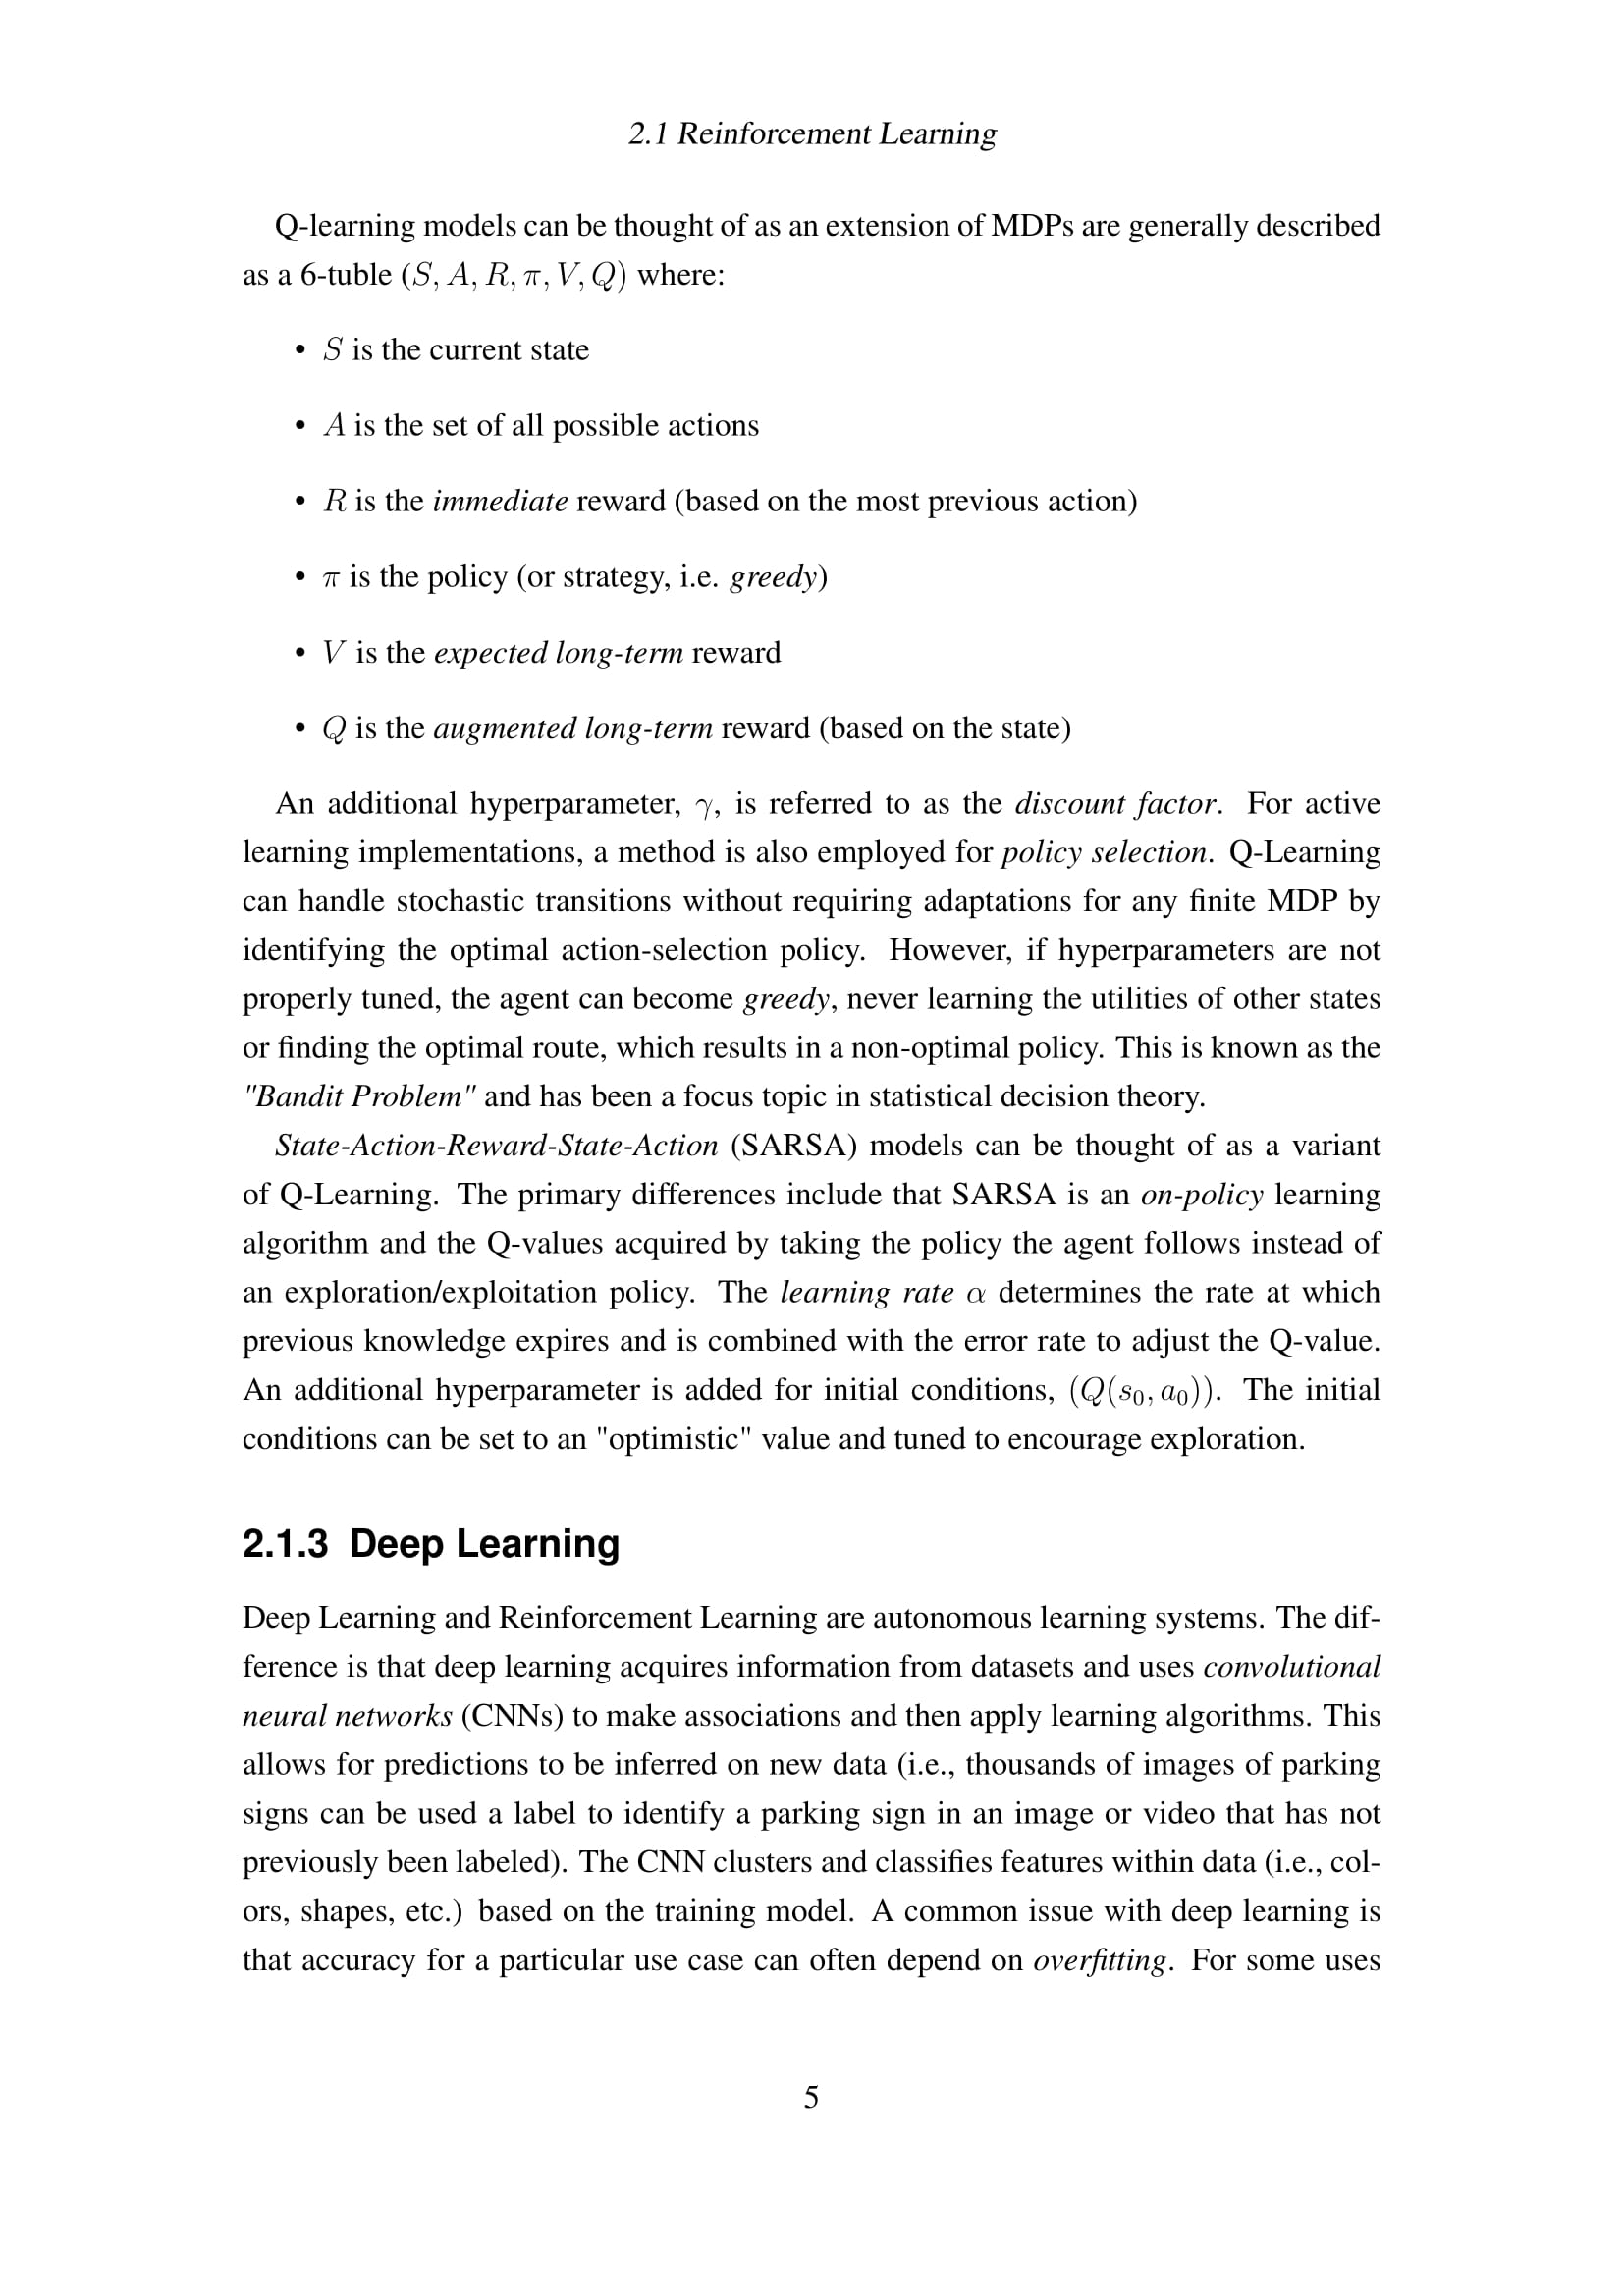 2.1 Reinforcement Learning
Q-learning models can be thought of as an extension of MDPs are generally described
as a 6-tuble (S, A, R, π, V, Q) where:
• S is the current state
• A is the set of all possible actions
• R is the immediate reward (based on the most previous action)
• π is the policy (or strategy, i.e. greedy)
• V is the expected long-term reward
• Q is the augmented long-term reward (based on the state)
An additional hyperparameter, γ, is referred to as the discount factor. For active
learning implementations, a method is also employed for policy selection. Q-Learning
can handle stochastic transitions without requiring adaptations for any finite MDP by
identifying the optimal action-selection policy. However, if hyperparameters are not
properly tuned, the agent can become greedy, never learning the utilities of other states
or finding the optimal route, which results in a non-optimal policy. This is known as the
"Bandit Problem" and has been a focus topic in statistical decision theory.
State-Action-Reward-State-Action (SARSA) models can be thought of as a variant
of Q-Learning. The primary differences include that SARSA is an on-policy learning
algorithm and the Q-values acquired by taking the policy the agent follows instead of
an exploration/exploitation policy. The learning rate α determines the rate at which
previous knowledge expires and is combined with the error rate to adjust the Q-value.
An additional hyperparameter is added for initial conditions, (Q(s₀, a₀)). The initial
conditions can be set to an "optimistic" value and tuned to encourage exploration.
2.1.3 Deep Learning
Deep Learning and Reinforcement Learning are autonomous learning systems. The dif-
ference is that deep learning acquires information from datasets and uses convolutional
neural networks (CNNs) to make associations and then apply learning algorithms. This
allows for predictions to be inferred on new data (i.e., thousands of images of parking
signs can be used a label to identify a parking sign in an image or video that has not
previously been labeled). The CNN clusters and classifies features within data (i.e., col-
ors, shapes, etc.) based on the training model. A common issue with deep learning is
that accuracy for a particular use case can often depend on overfitting. For some uses
5